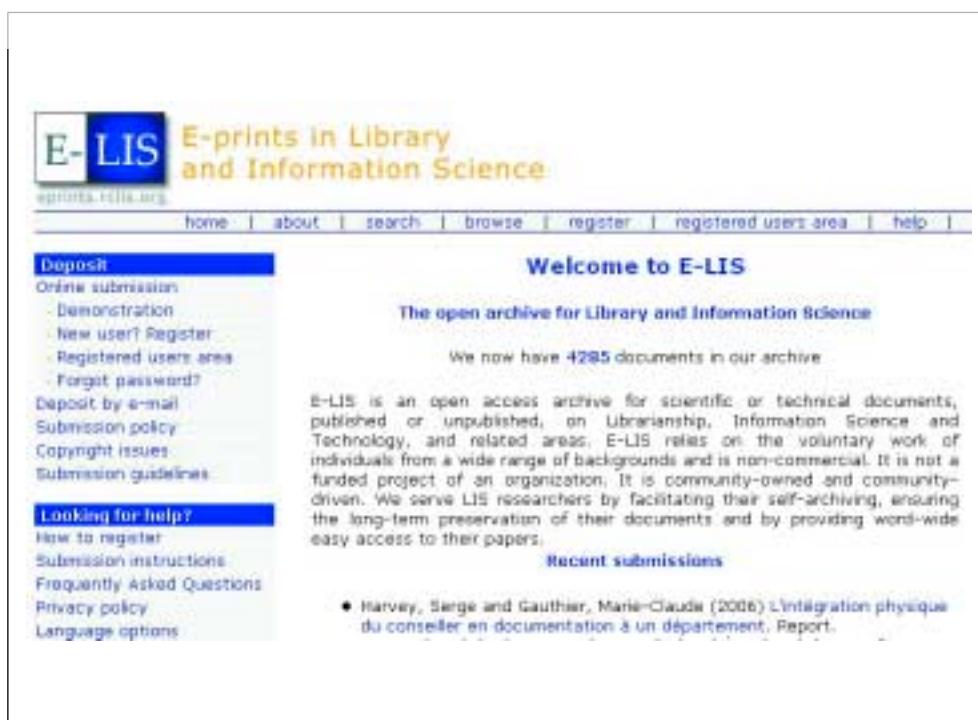 E-LIS
E-prints in Library
and Information Science
eprints.rclis.org
home | about | search | browse | register | registered users area | help |
Deposit
Online submission
- Demonstration
- New user? Register
- Registered users area
- Forgot password?
Deposit by e-mail
Submission policy
Copyright issues
Submission guidelines
Looking for help?
How to register
Submission instructions
Frequently Asked Questions
Privacy policy
Language options
Welcome to E-LIS
The open archive for Library and Information Science
We now have 4285 documents in our archive
E-LIS is an open access archive for scientific or technical documents,
published or unpublished, on Librarianship, Information Science and
Technology, and related areas. E-LIS relies on the voluntary work of
individuals from a wide range of backgrounds and is non-commercial. It is not a
funded project of an organization. It is community-owned and community-
driven. We serve LIS researchers by facilitating their self-archiving, ensuring
the long-term preservation of their documents and by providing word-wide
easy access to their papers.
Recent submissions
• Harvey, Serge and Gauthier, Marie-Claude (2006) L'intégration physique
du conseiller en documentation à un département. Report.